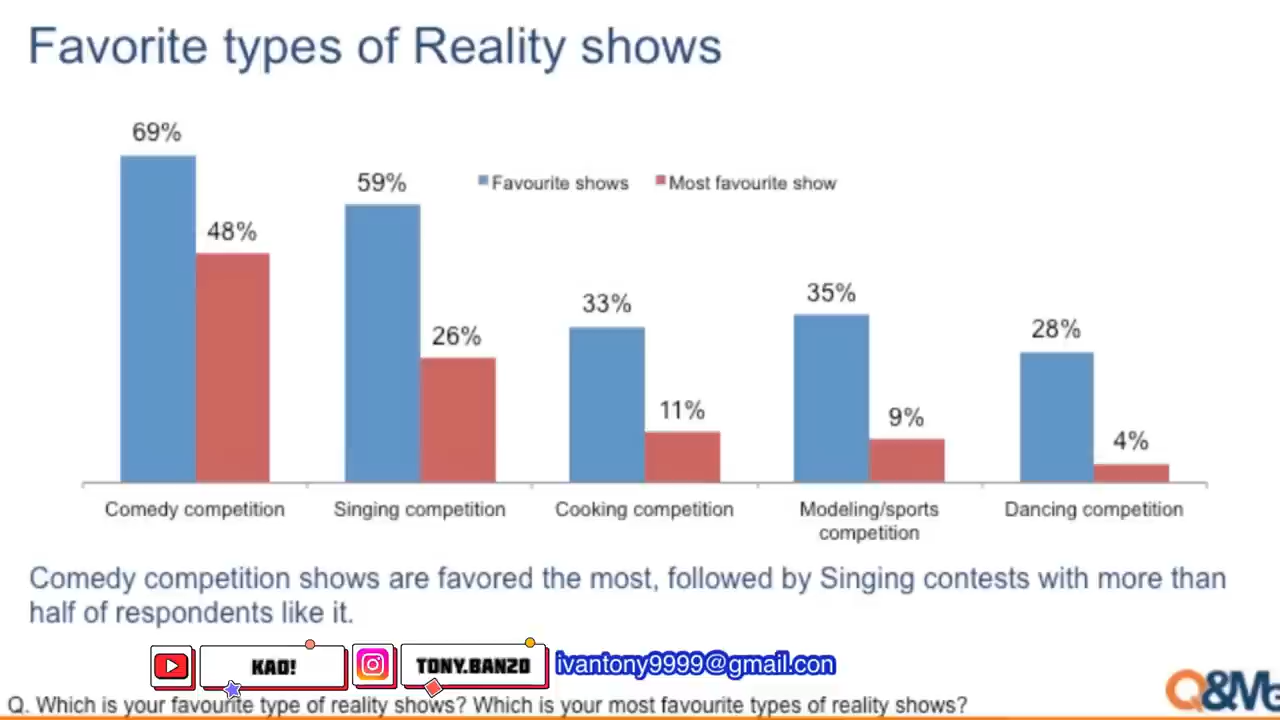 Favorite types of Reality shows
69%
48%
59%
26%
33%
11%
35%
9%
28%
4%
Favourite shows
Most favourite show
Comedy competition
Singing competition
Cooking competition
Modeling/sports
competition
Dancing competition
Comedy competition shows are favored the most, followed by Singing contests with more than
half of respondents like it.
KAO!
TONY.BANZO
ivantony9999@gmail.con
Q&Me
Q. Which is your favourite type of reality shows? Which is your most favourite types of reality shows?